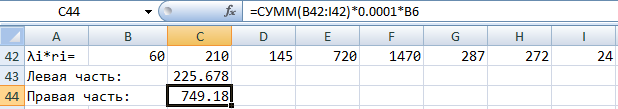 C44 fx =СУММ(B42:I42)*0.0001*B6
A B C D E F G H I
42 λi*ri= 60 210 145 720 1470 287 272 24
43 Левая часть: 225.678
44 Правая часть: 749.18